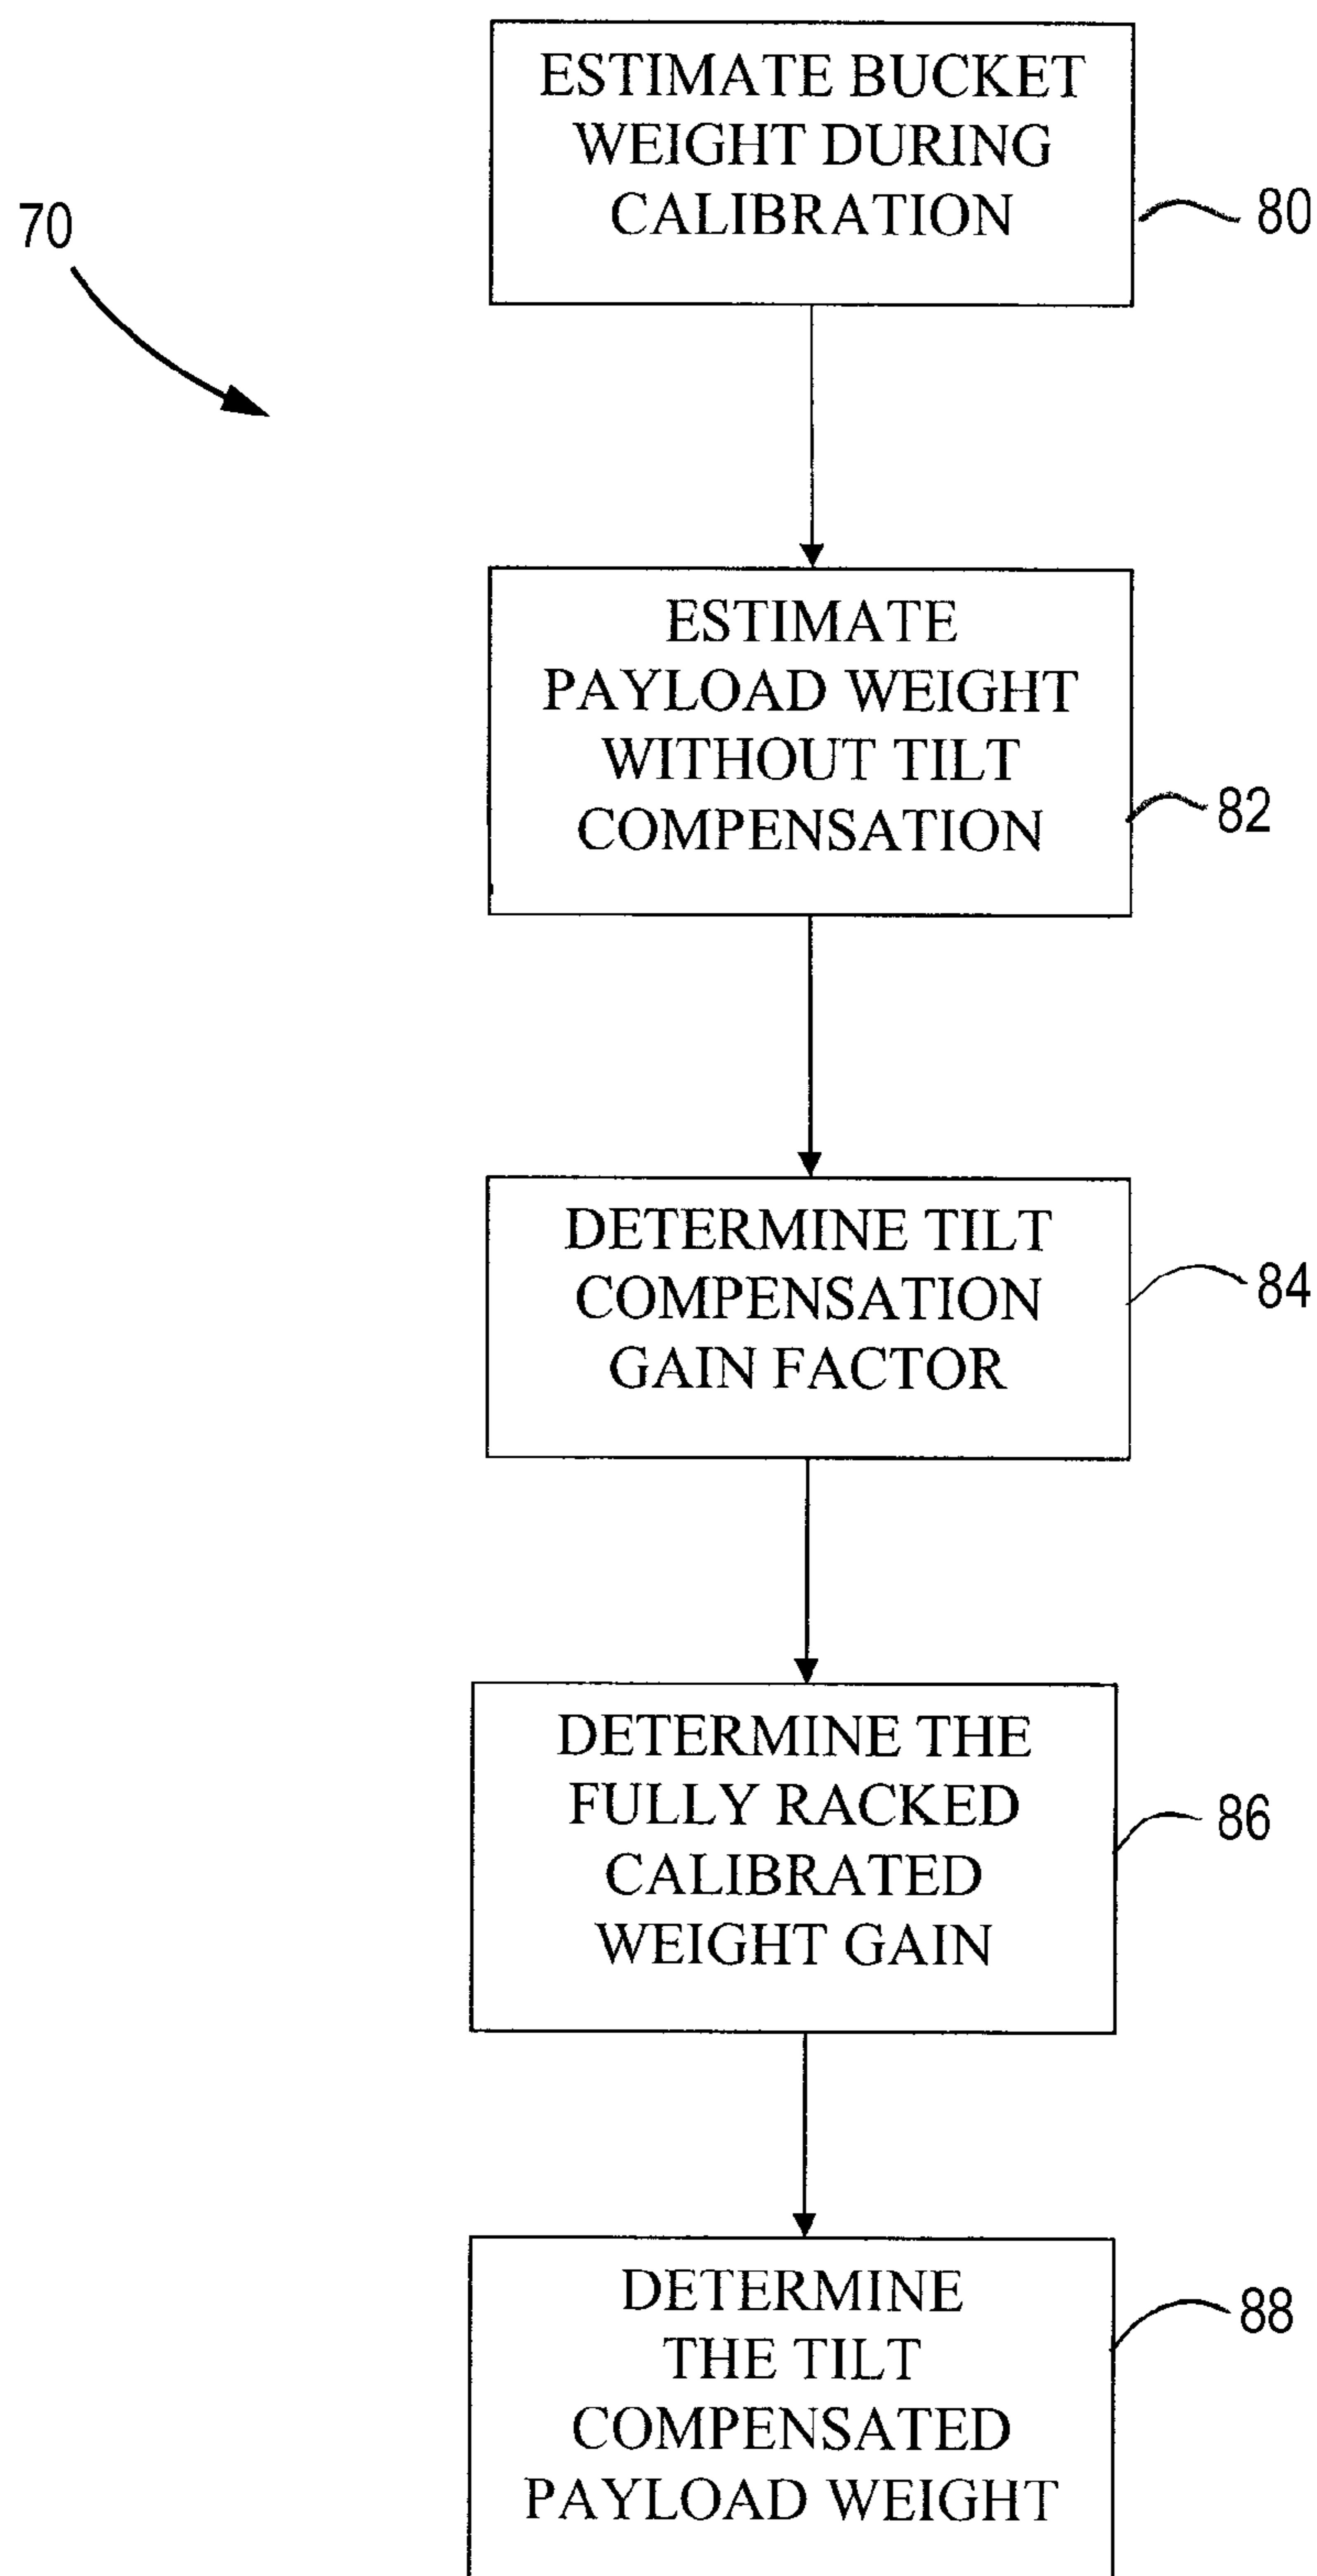 ESTIMATE BUCKET
WEIGHT DURING
CALIBRATION
80
70
ESTIMATE
PAYLOAD WEIGHT
WITHOUT TILT
COMPENSATION
82
DETERMINE TILT
COMPENSATION
GAIN FACTOR
84
DETERMINE THE
FULLY RACKED
CALIBRATED
WEIGHT GAIN
86
DETERMINE
THE TILT
COMPENSATED
PAYLOAD WEIGHT
88